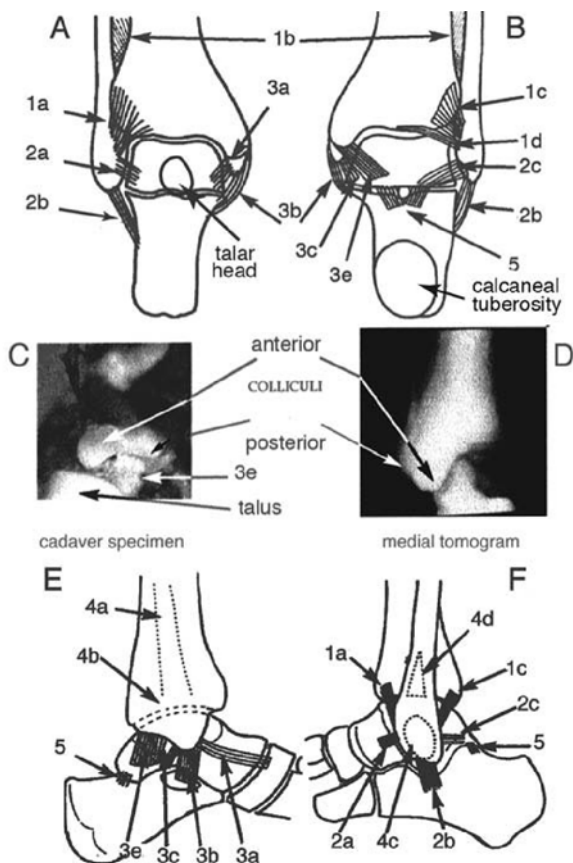 A
B
1b
1a
3a
1c
1d
2a
2c
2b
3b
2b
3c
3e
5
talar
head
calcaneal
tuberosity
C
anterior
D
COLLICULI
posterior
3e
talus
cadaver specimen
medial tomogram
E
F
4a
4d
4b
1a
1c
2c
5
5
3e
3c
3b
3a
2a
4c
2b